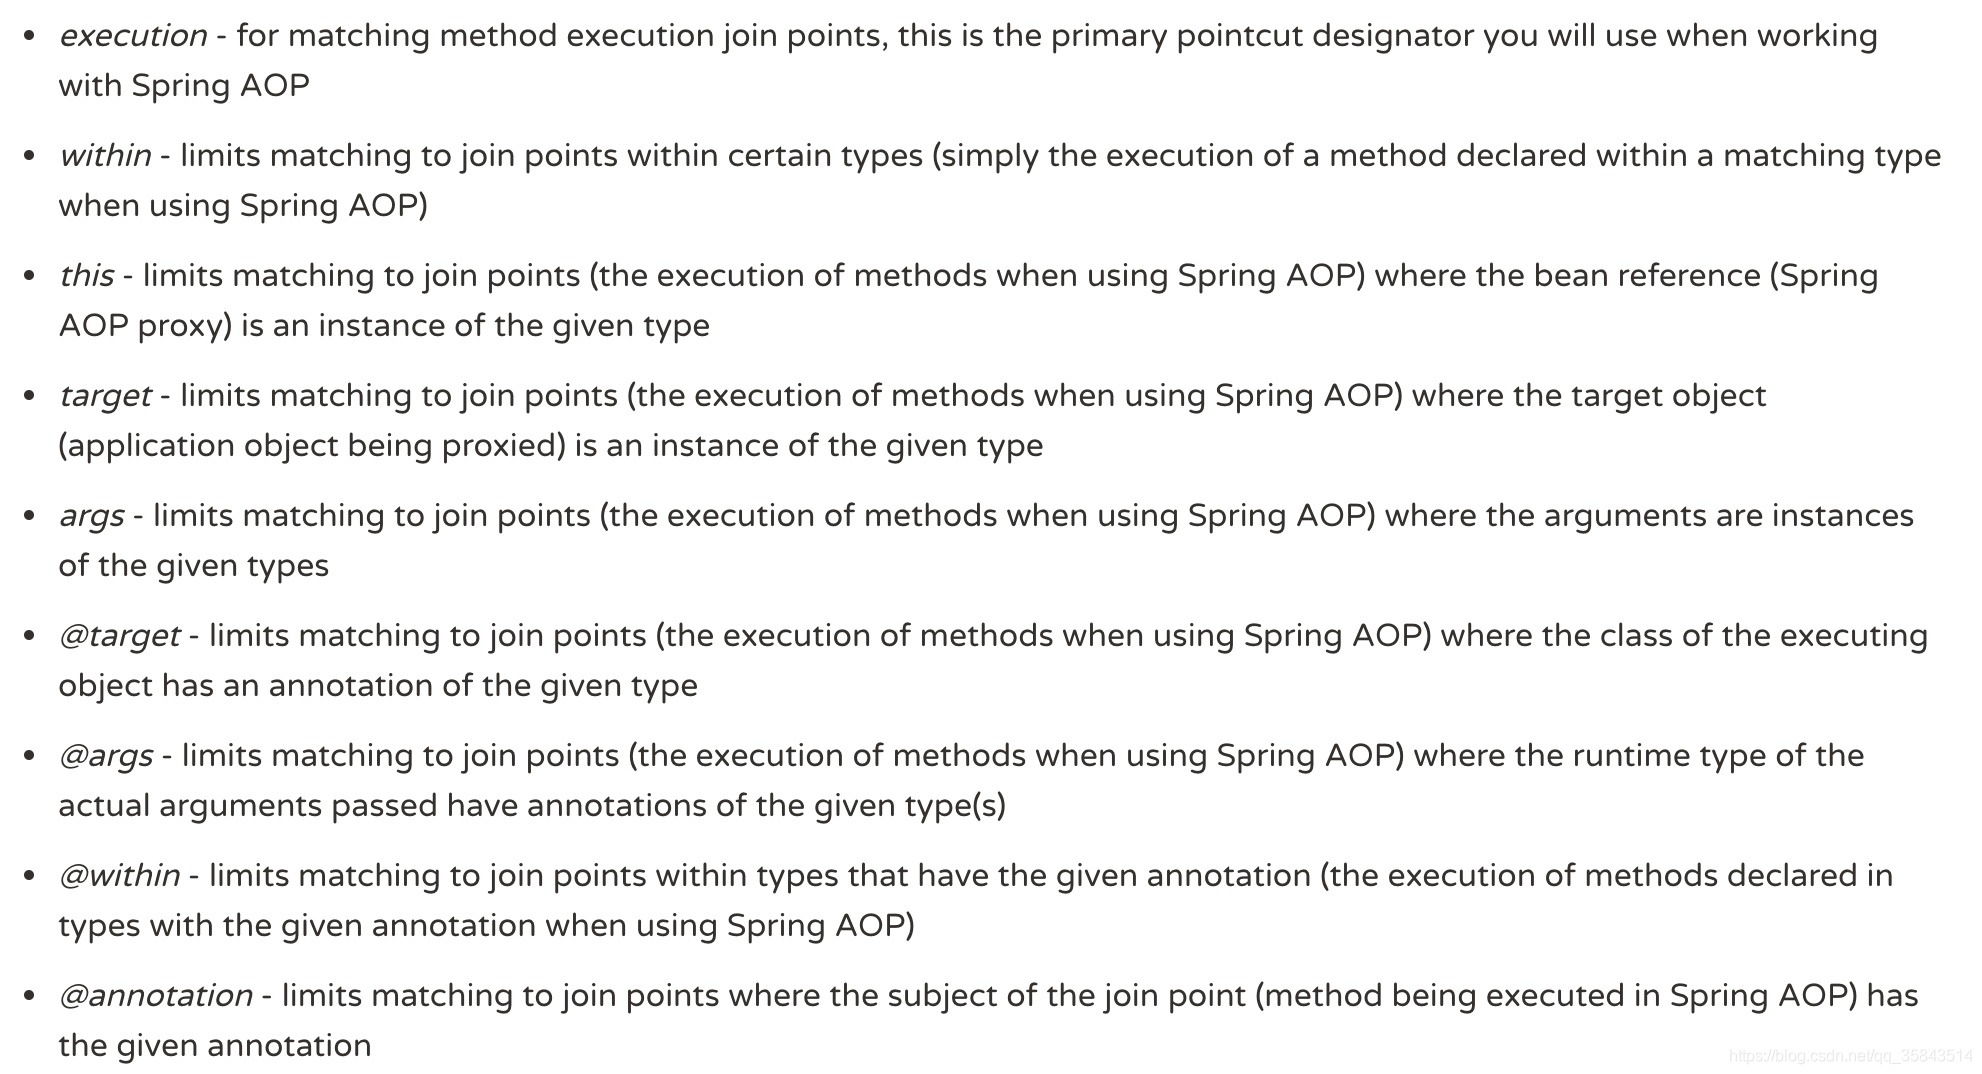 • execution - for matching method execution join points, this is the primary pointcut designator you will use when working
with Spring AOP
• within - limits matching to join points within certain types (simply the execution of a method declared within a matching type
when using Spring AOP)
• this - limits matching to join points (the execution of methods when using Spring AOP) where the bean reference (Spring
AOP proxy) is an instance of the given type
• target - limits matching to join points (the execution of methods when using Spring AOP) where the target object
(application object being proxied) is an instance of the given type
• args - limits matching to join points (the execution of methods when using Spring AOP) where the arguments are instances
of the given types
• @target - limits matching to join points (the execution of methods when using Spring AOP) where the class of the executing
object has an annotation of the given type
• @args - limits matching to join points (the execution of methods when using Spring AOP) where the runtime type of the
actual arguments passed have annotations of the given type(s)
• @within - limits matching to join points within types that have the given annotation (the execution of methods declared in
types with the given annotation when using Spring AOP)
• @annotation - limits matching to join points where the subject of the join point (method being executed in Spring AOP) has
the given annotation
https://blog.csdn.net/qq_35843514